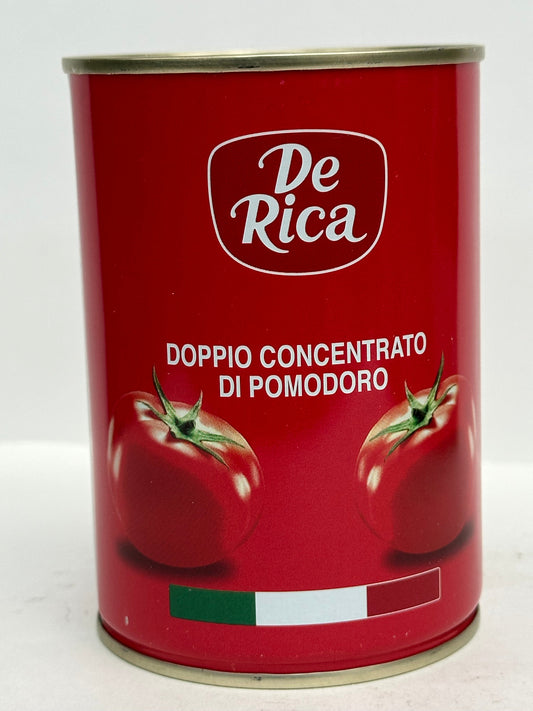 De
Rica
DOPPIO CONCENTRATO
DI POMODORO